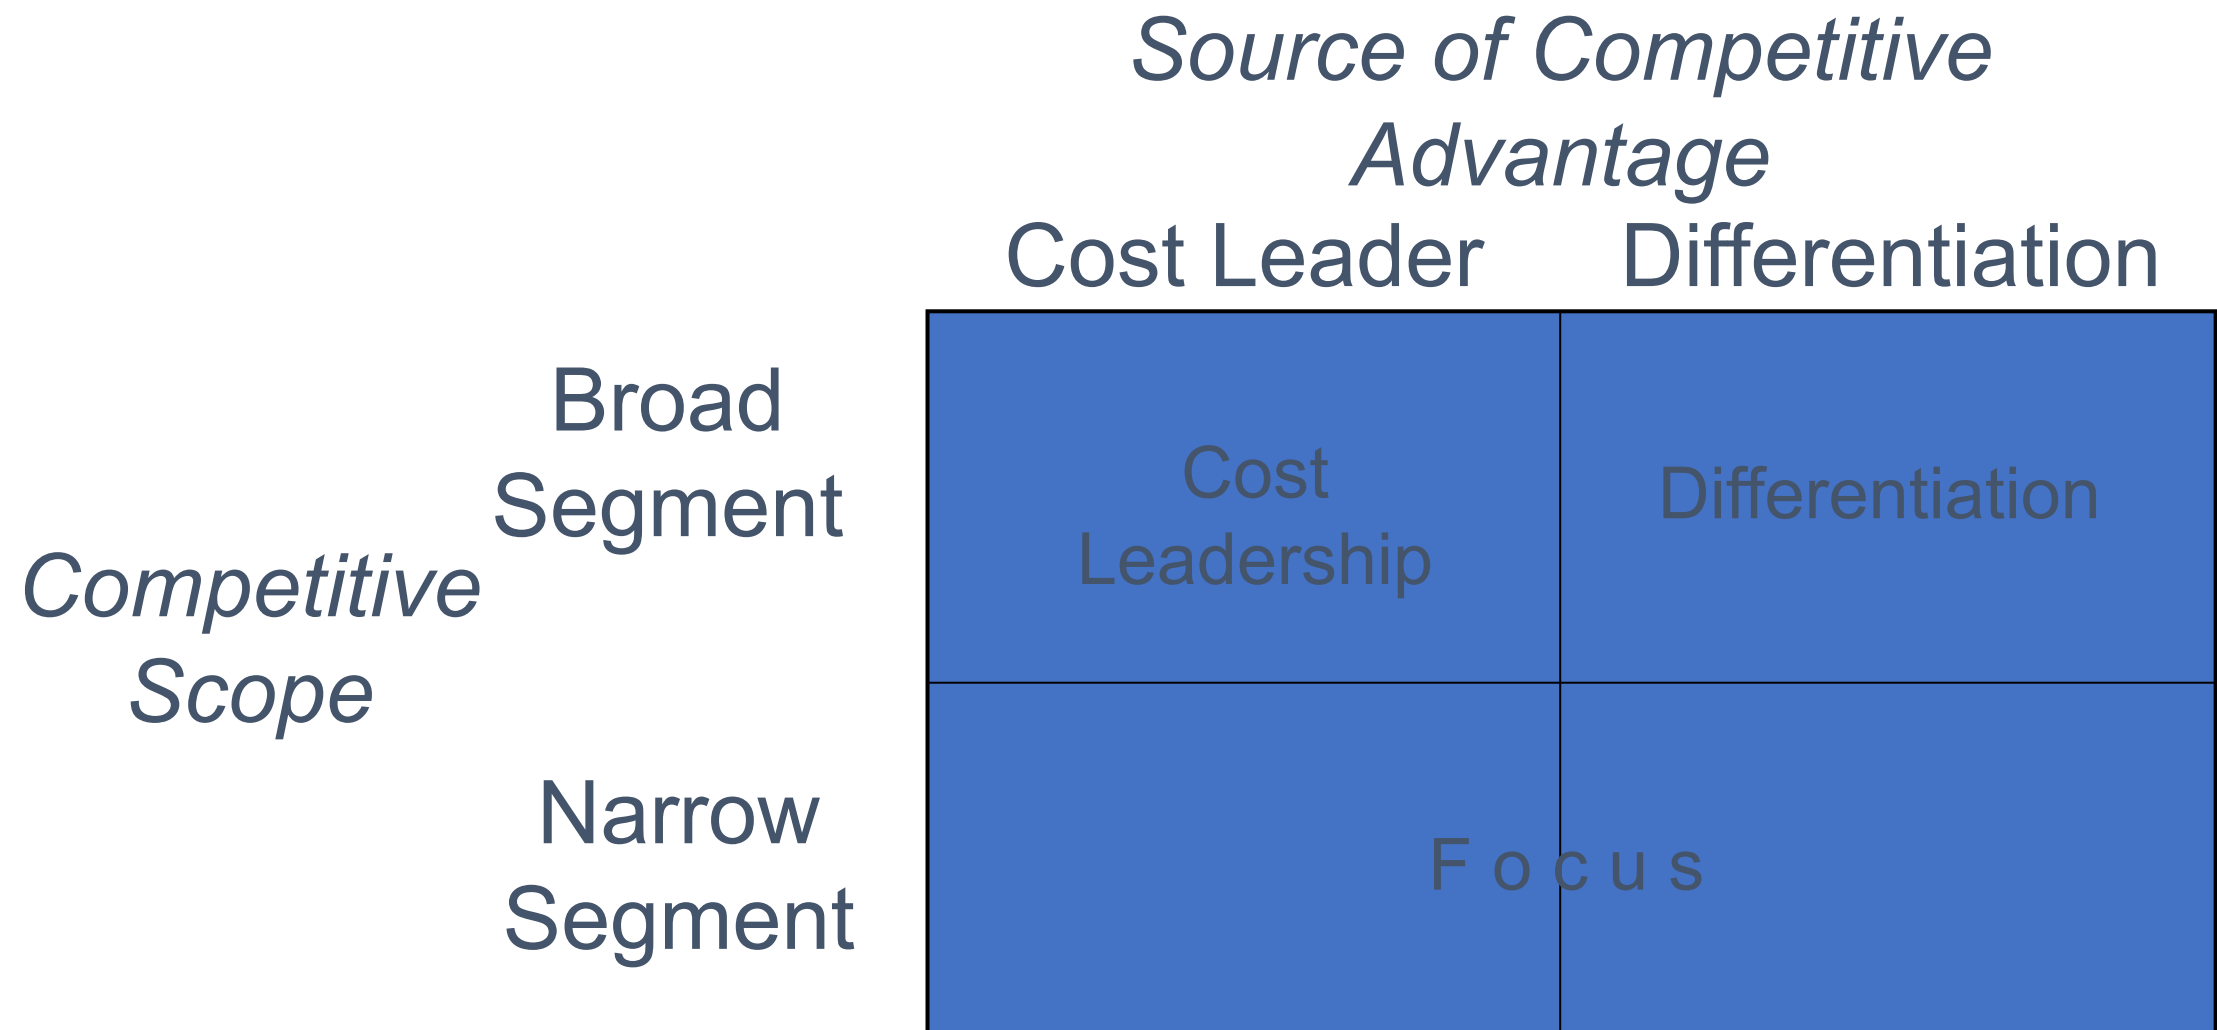 Source of Competitive
Advantage
Cost Leader
Differentiation
Broad
Segment
Cost
Leadership
Differentiation
Competitive
Scope
Narrow
Segment
F o c u s